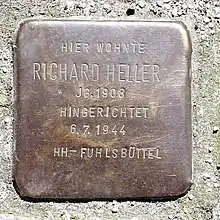 HIER WOHNTE
RICHARD HELLER
JG. 1908
HINGERICHTET
6.7.1944
HH-FUHLSBÜTTEL